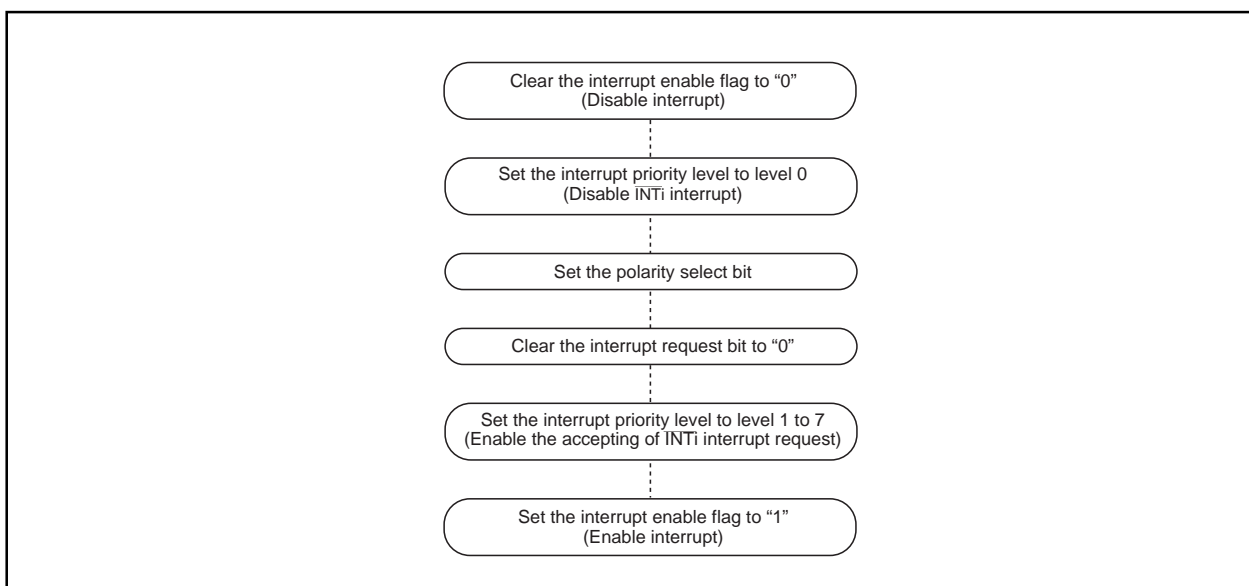 Clear the interrupt enable flag to “0”
(Disable interrupt)
Set the interrupt priority level to level 0
(Disable I̅N̅T̅i interrupt)
Set the polarity select bit
Clear the interrupt request bit to “0”
Set the interrupt priority level to level 1 to 7
(Enable the accepting of I̅N̅T̅i interrupt request)
Set the interrupt enable flag to “1”
(Enable interrupt)